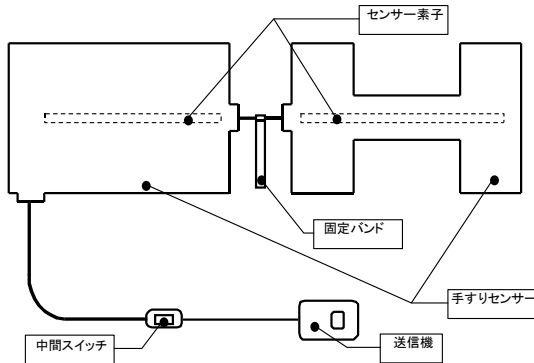 センサー素子
固定バンド
手すりセンサー
中間スイッチ
送信機